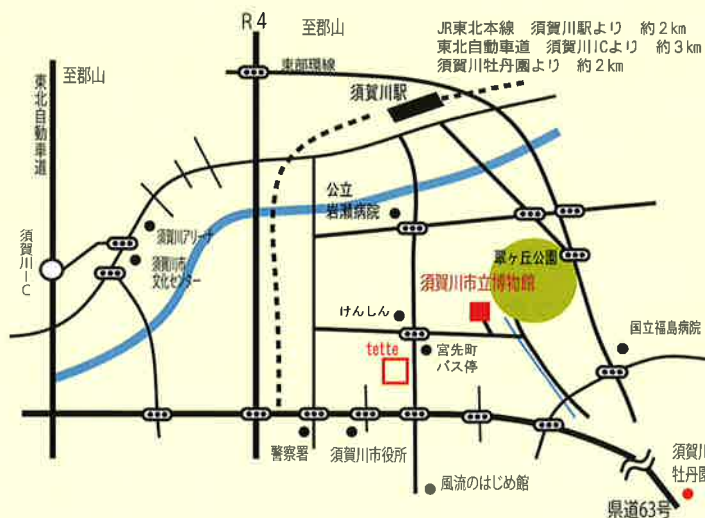 R 4
至郡山
JR東北本線 須賀川駅より 約2km
東北自動車道 須賀川ICより 約3km
須賀川牡丹園より 約2km
至郡山
東部環線
須賀川駅
東北自動車道
公立
岩瀬病院
須賀川アリーナ
須賀川市
文化センター
須賀川IC
翠ヶ丘公園
須賀川市立博物館
けんしん
国立福島病院
tette
宮先町
バス停
警察署
須賀川市役所
風流のはじめ館
須賀川
牡丹園
県道63号